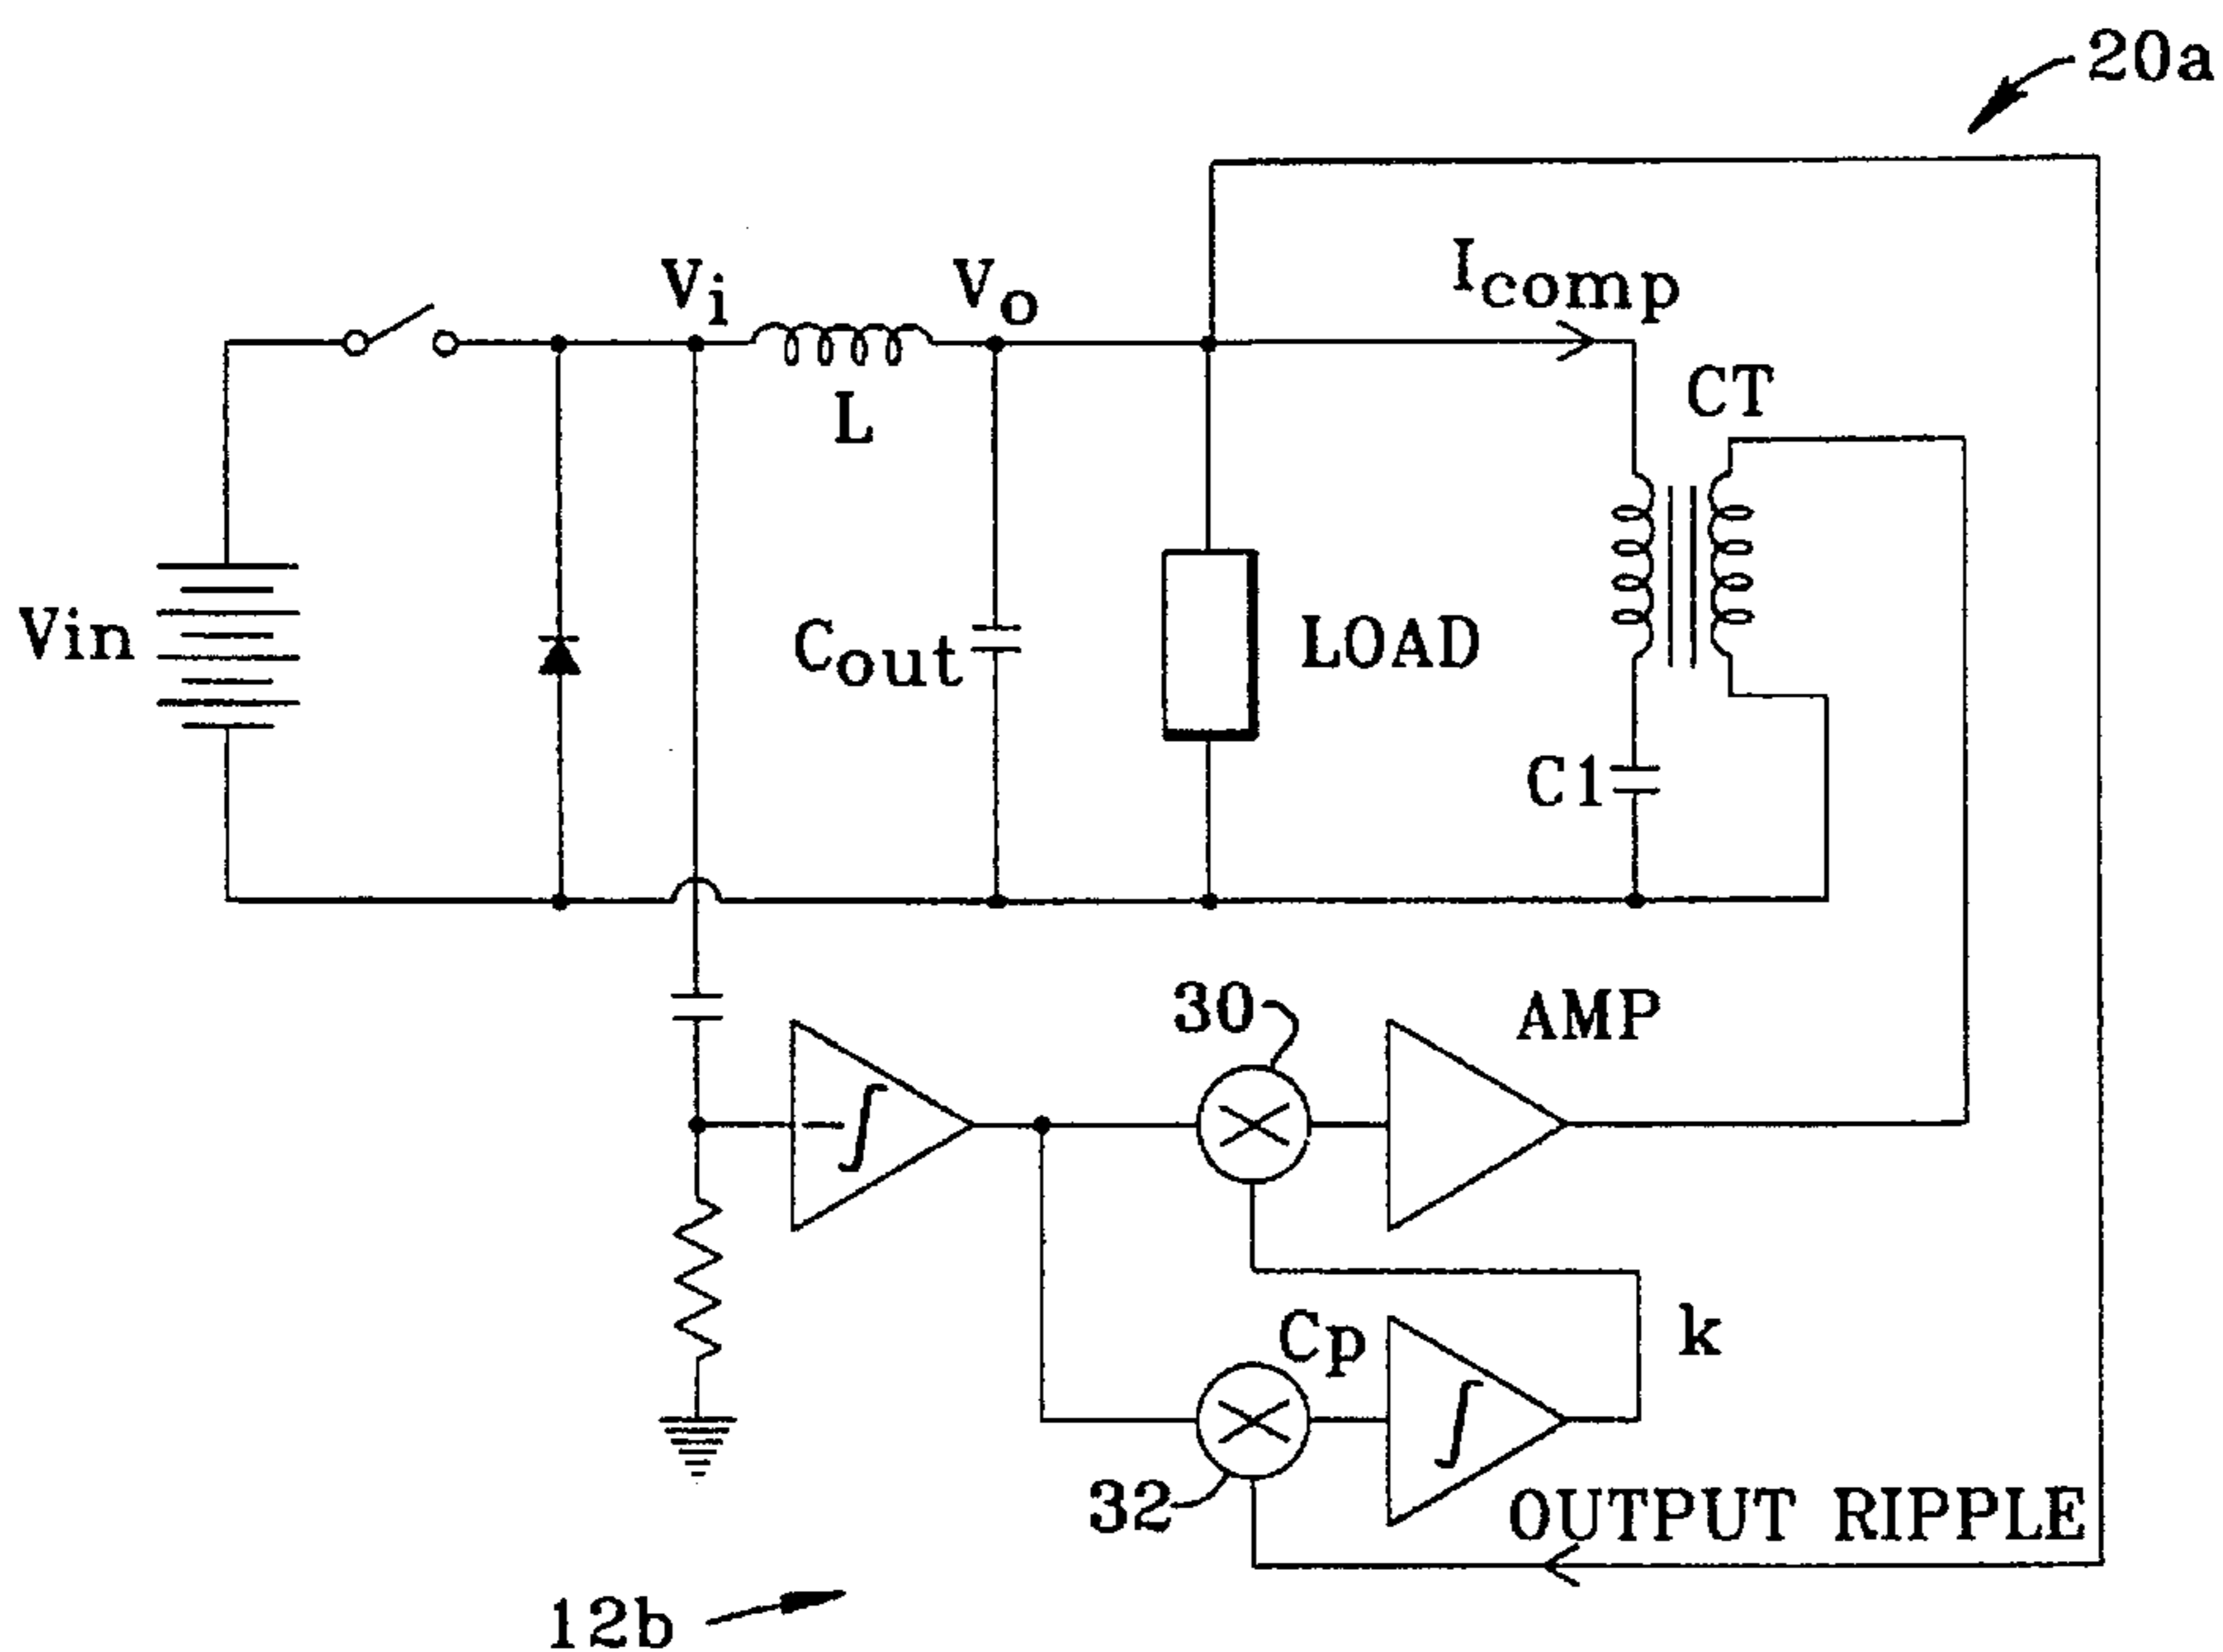 20a
Vi
Vo
Icomp
CT
L
Vin
Cout
LOAD
C1
30
AMP
−∫
Cp
k
∫
32
OUTPUT RIPPLE
12b